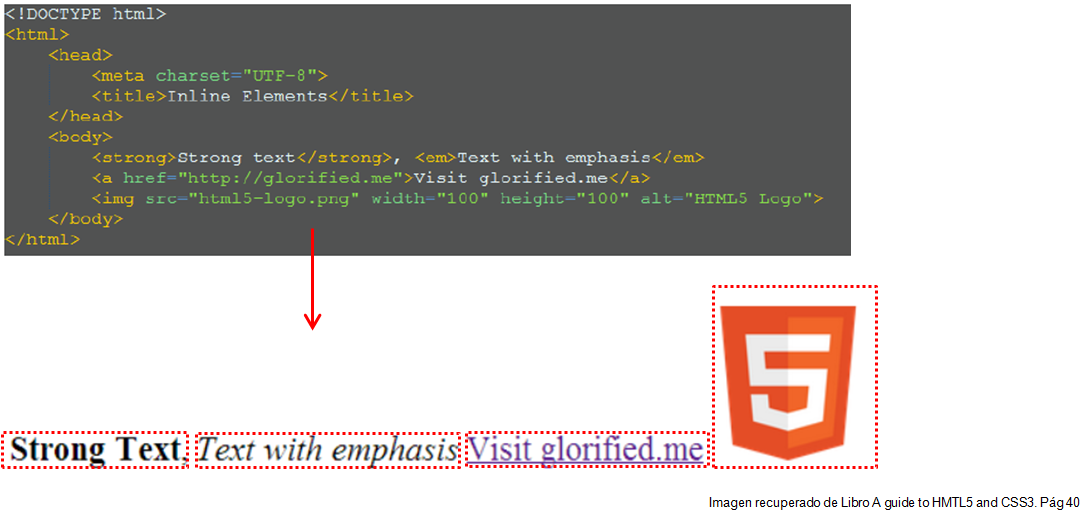 <!DOCTYPE html>
<html>
    <head>
        <meta charset="UTF-8">
        <title>Inline Elements</title>
    </head>
    <body>
        <strong>Strong text</strong>, <em>Text with emphasis</em>
        <a href="http://glorified.me">Visit glorified.me</a>
        <img src="html5-logo.png" width="100" height="100" alt="HTML5 Logo">
    </body>
</html>
5
Strong Text, Text with emphasis Visit glorified.me
Imagen recuperado de Libro A guide to HMTL5 and CSS3. Pág 40